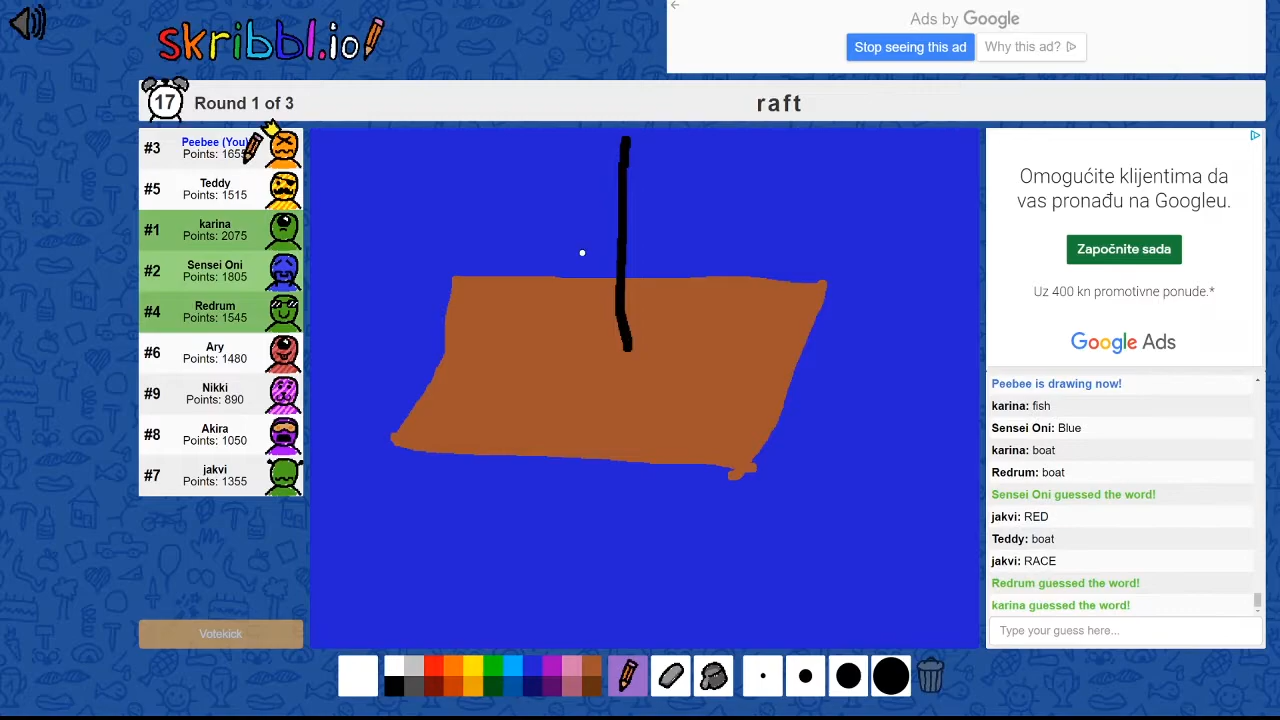 skribbl.io
Ads by Google
Stop seeing this ad
Why this ad?
17
Round 1 of 3
raft
#3
Peebee (You)
Points: 1655
#5
Teddy
Points: 1515
#1
karina
Points: 2075
#2
Sensei Oni
Points: 1805
#4
Redrum
Points: 1545
#6
Ary
Points: 1480
#9
Nikki
Points: 890
#8
Akira
Points: 1050
#7
jakvi
Points: 1355
Votekick
Omogućite klijentima da
vas pronađu na Googleu.
Započnite sada
Uz 400 kn promotivne ponude.*
Google Ads
Peebee is drawing now!
karina: fish
Sensei Oni: Blue
karina: boat
Redrum: boat
Sensei Oni guessed the word!
jakvi: RED
Teddy: boat
jakvi: RACE
Redrum guessed the word!
karina guessed the word!
Type your guess here...